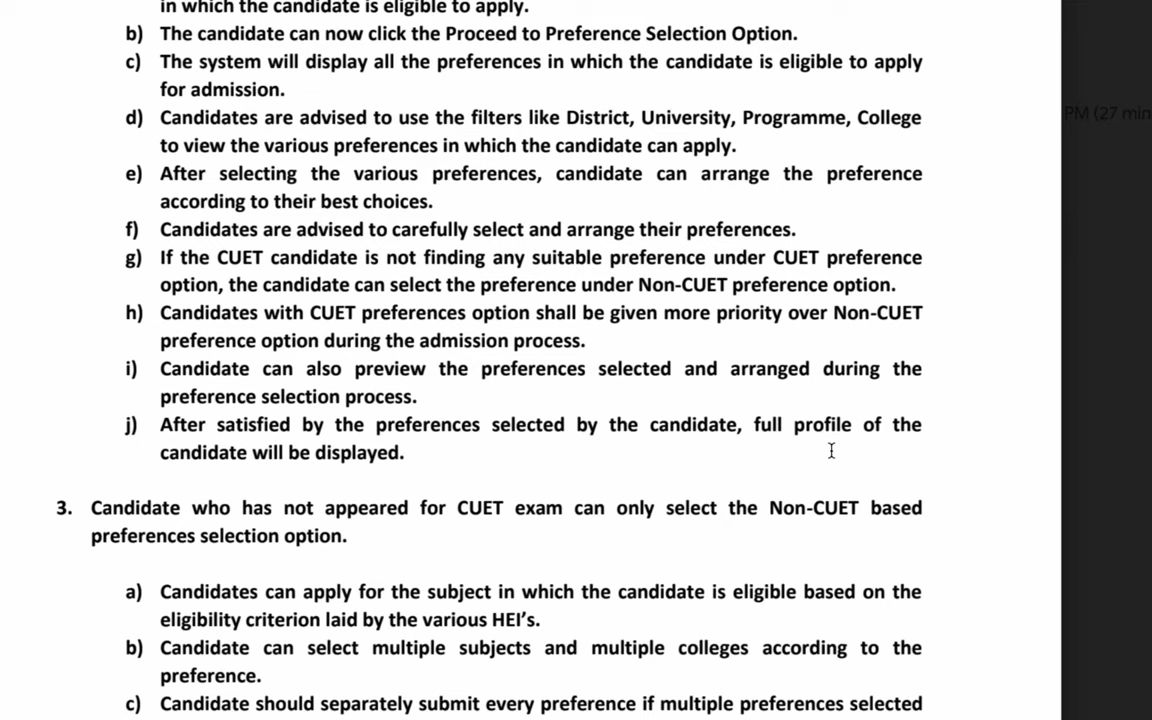 in which the candidate is eligible to apply.
b) The candidate can now click the Proceed to Preference Selection Option.
c) The system will display all the preferences in which the candidate is eligible to apply
for admission.
PM (27 min
d) Candidates are advised to use the filters like District, University, Programme, College
to view the various preferences in which the candidate can apply.
e) After selecting the various preferences, candidate can arrange the preference
according to their best choices.
f) Candidates are advised to carefully select and arrange their preferences.
g) If the CUET candidate is not finding any suitable preference under CUET preference
option, the candidate can select the preference under Non-CUET preference option.
h) Candidates with CUET preferences option shall be given more priority over Non-CUET
preference option during the admission process.
i) Candidate can also preview the preferences selected and arranged during the
preference selection process.
j) After satisfied by the preferences selected by the candidate, full profile of the
candidate will be displayed.
3. Candidate who has not appeared for CUET exam can only select the Non-CUET based
preferences selection option.
a) Candidates can apply for the subject in which the candidate is eligible based on the
eligibility criterion laid by the various HEI's.
b) Candidate can select multiple subjects and multiple colleges according to the
preference.
c) Candidate should separately submit every preference if multiple preferences selected